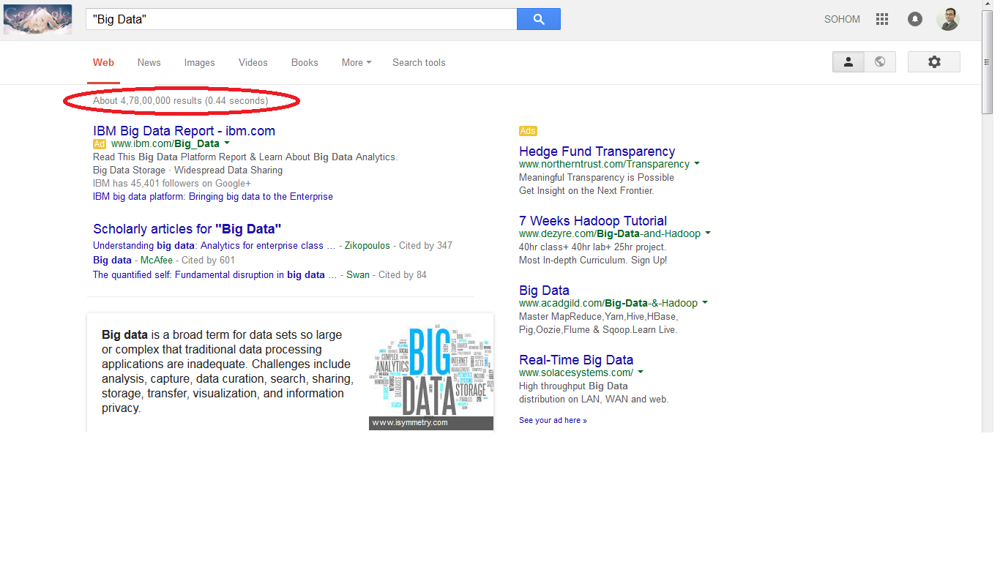 Google
"Big Data"
SOHOM
Web News Images Videos Books More Search tools
About 4,78,00,000 results (0.44 seconds)
IBM Big Data Report - ibm.com
Ad www.ibm.com/Big_Data
Read This Big Data Platform Report & Learn About Big Data Analytics.
Big Data Storage · Widespread Data Sharing
IBM has 45,401 followers on Google+
IBM big data platform: Bringing big data to the Enterprise
Scholarly articles for "Big Data"
Understanding big data: Analytics for enterprise class … - Zikopoulos - Cited by 347
Big data - McAfee - Cited by 601
The quantified self: Fundamental disruption in big data … - Swan - Cited by 84
Big data is a broad term for data sets so large
or complex that traditional data processing
applications are inadequate. Challenges include
analysis, capture, data curation, search, sharing,
storage, transfer, visualization, and information
privacy.
BIG
DATA
ANALYTICS
COMPLEX
INTERNET
STORAGE
www.isymmetry.com
Ads
Hedge Fund Transparency
www.northerntrust.com/Transparency
Meaningful Transparency is Possible
Get Insight on the Next Frontier.
7 Weeks Hadoop Tutorial
www.dezyre.com/Big-Data-and-Hadoop
40hr class+ 40hr lab+ 25hr project.
Most In-depth Curriculum. Sign Up!
Big Data
www.acadgild.com/Big-Data-&-Hadoop
Master MapReduce,Yarn,Hive,HBase,
Pig,Oozie,Flume & Sqoop.Learn Live.
Real-Time Big Data
www.solacesystems.com/
High throughput Big Data
distribution on LAN, WAN and web.
See your ad here »